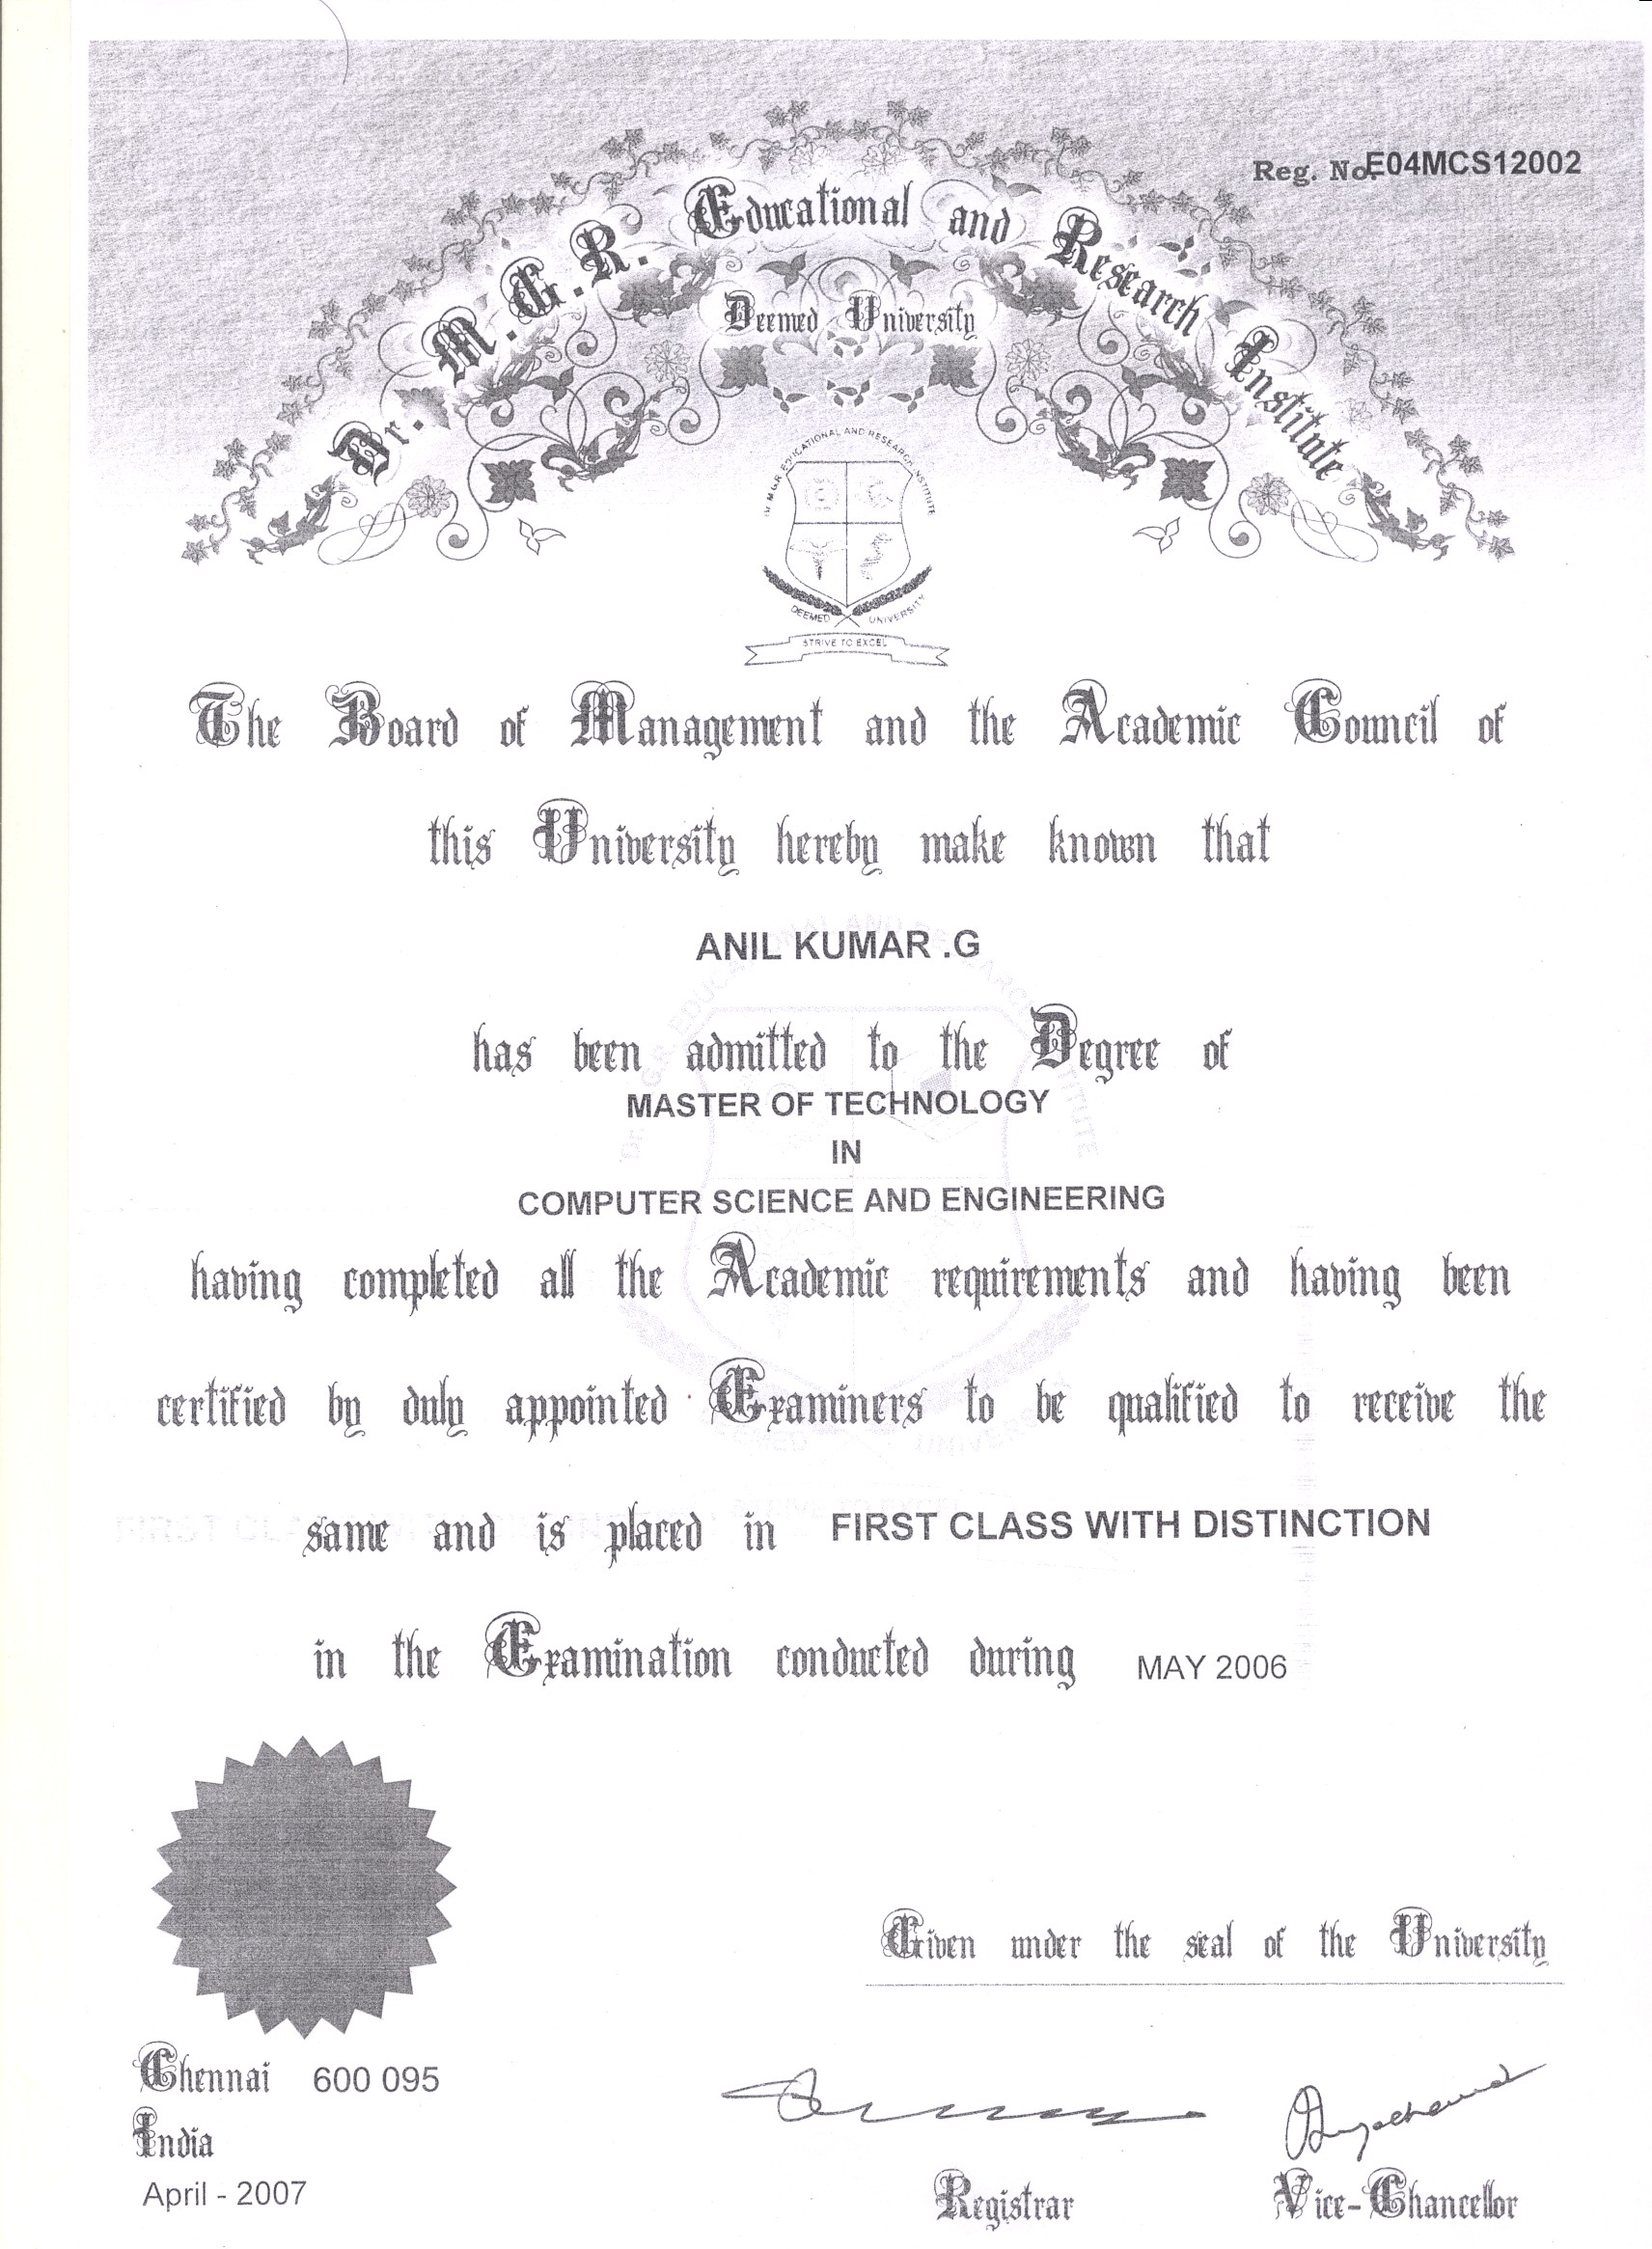 Reg. No. E04MCS12002
Dr. M.G.R. Educational and Research Institute
Deemed University
Dr. M.G.R EDUCATIONAL AND RESEARCH INSTITUTE
DEEMED UNIVERSITY
STRIVE TO EXCEL
The Board of Management and the Academic Council of
this University hereby make known that
ANIL KUMAR .G
has been admitted to the Degree of
MASTER OF TECHNOLOGY
IN
COMPUTER SCIENCE AND ENGINEERING
having completed all the Academic requirements and having been
certified by duly appointed Examiners to be qualified to receive the
same and is placed in FIRST CLASS WITH DISTINCTION
in the Examination conducted during MAY 2006
Given under the seal of the University
Chennai 600 095
India
April - 2007
Registrar Vice-Chancellor